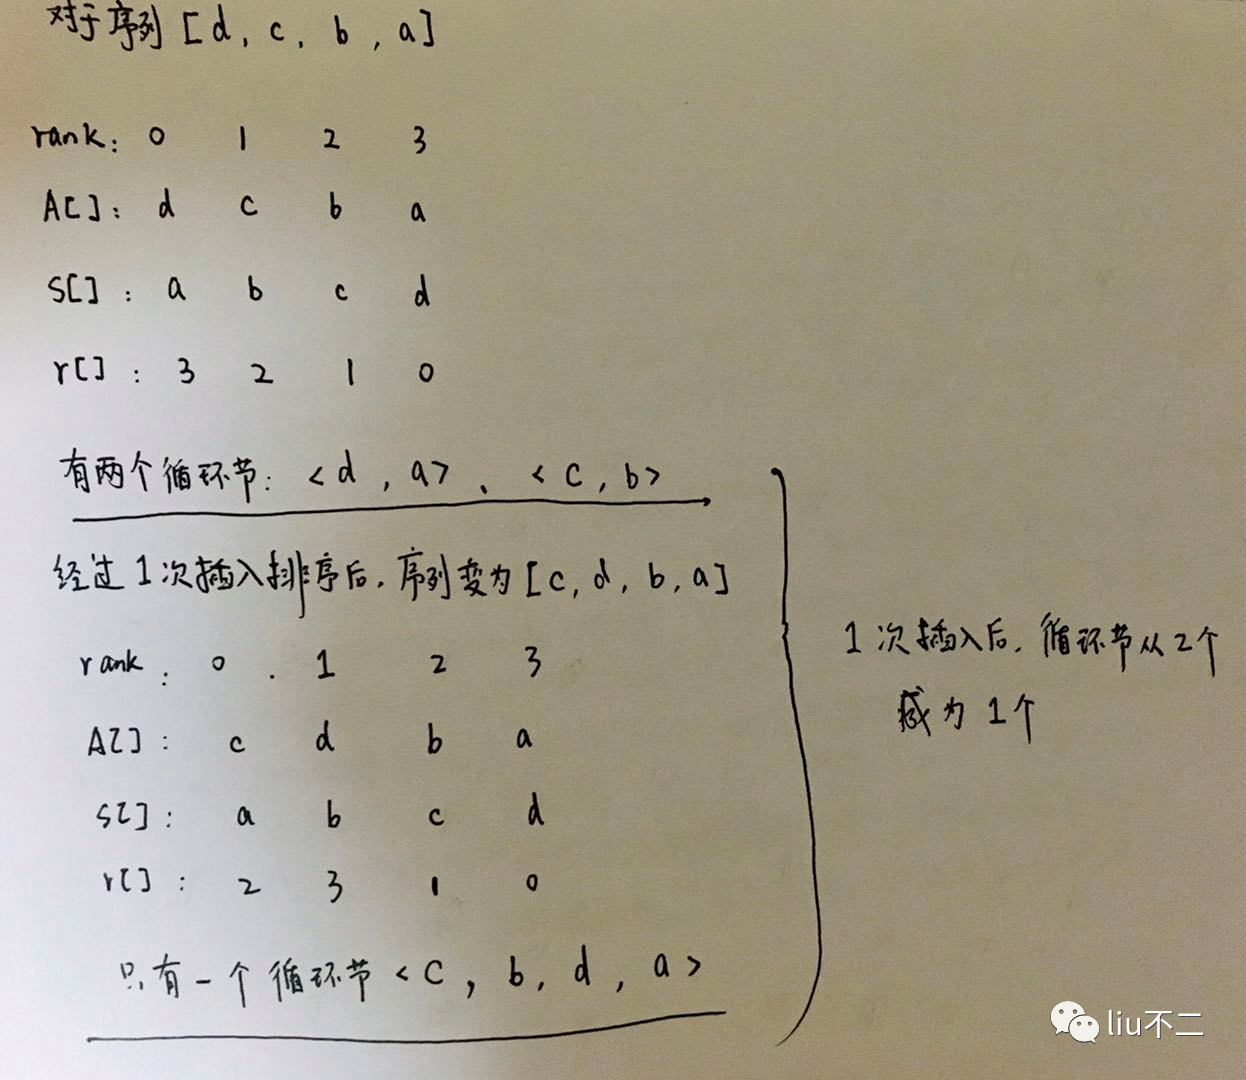 对于序列 [d, c, b, a]
rank: 0 1 2 3
A[]: d c b a
S[]: a b c d
r[]: 3 2 1 0
有两个循环节: <d, a>、<c, b>
经过1次插入排序后, 序列变为[c, d, b, a]
rank: 0 . 1 2 3
A[]: c d b a
S[]: a b c d
r[]: 2 3 1 0
只有一个循环节<c, b, d, a>
1次插入后, 循环节从2个
减为1个
liu不二